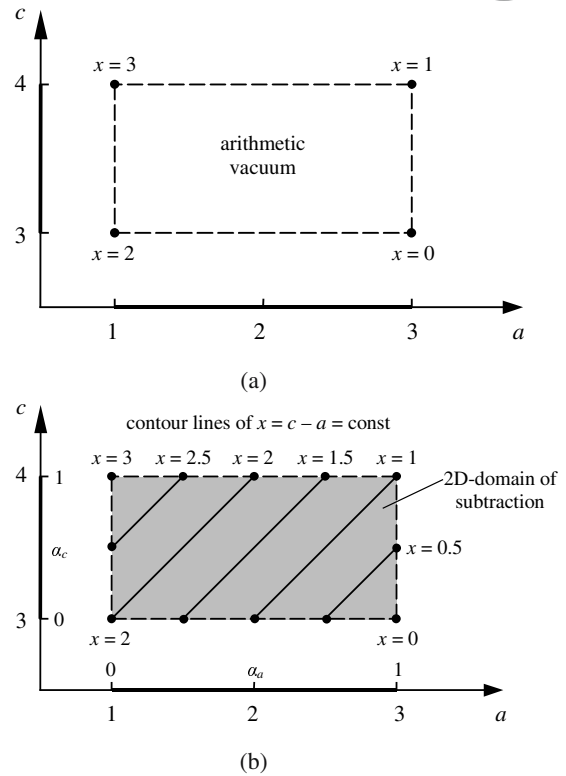 c
4
x = 3
x = 1
arithmetic
vacuum
3
x = 2
x = 0
1
2
3
a
(a)
c
contour lines of x = c – a = const
x = 3
x = 2.5
x = 2
x = 1.5
x = 1
4
1
2D-domain of
subtraction
α_c
x = 0.5
3
0
x = 2
x = 0
0
α_a
1
1
2
3
a
(b)